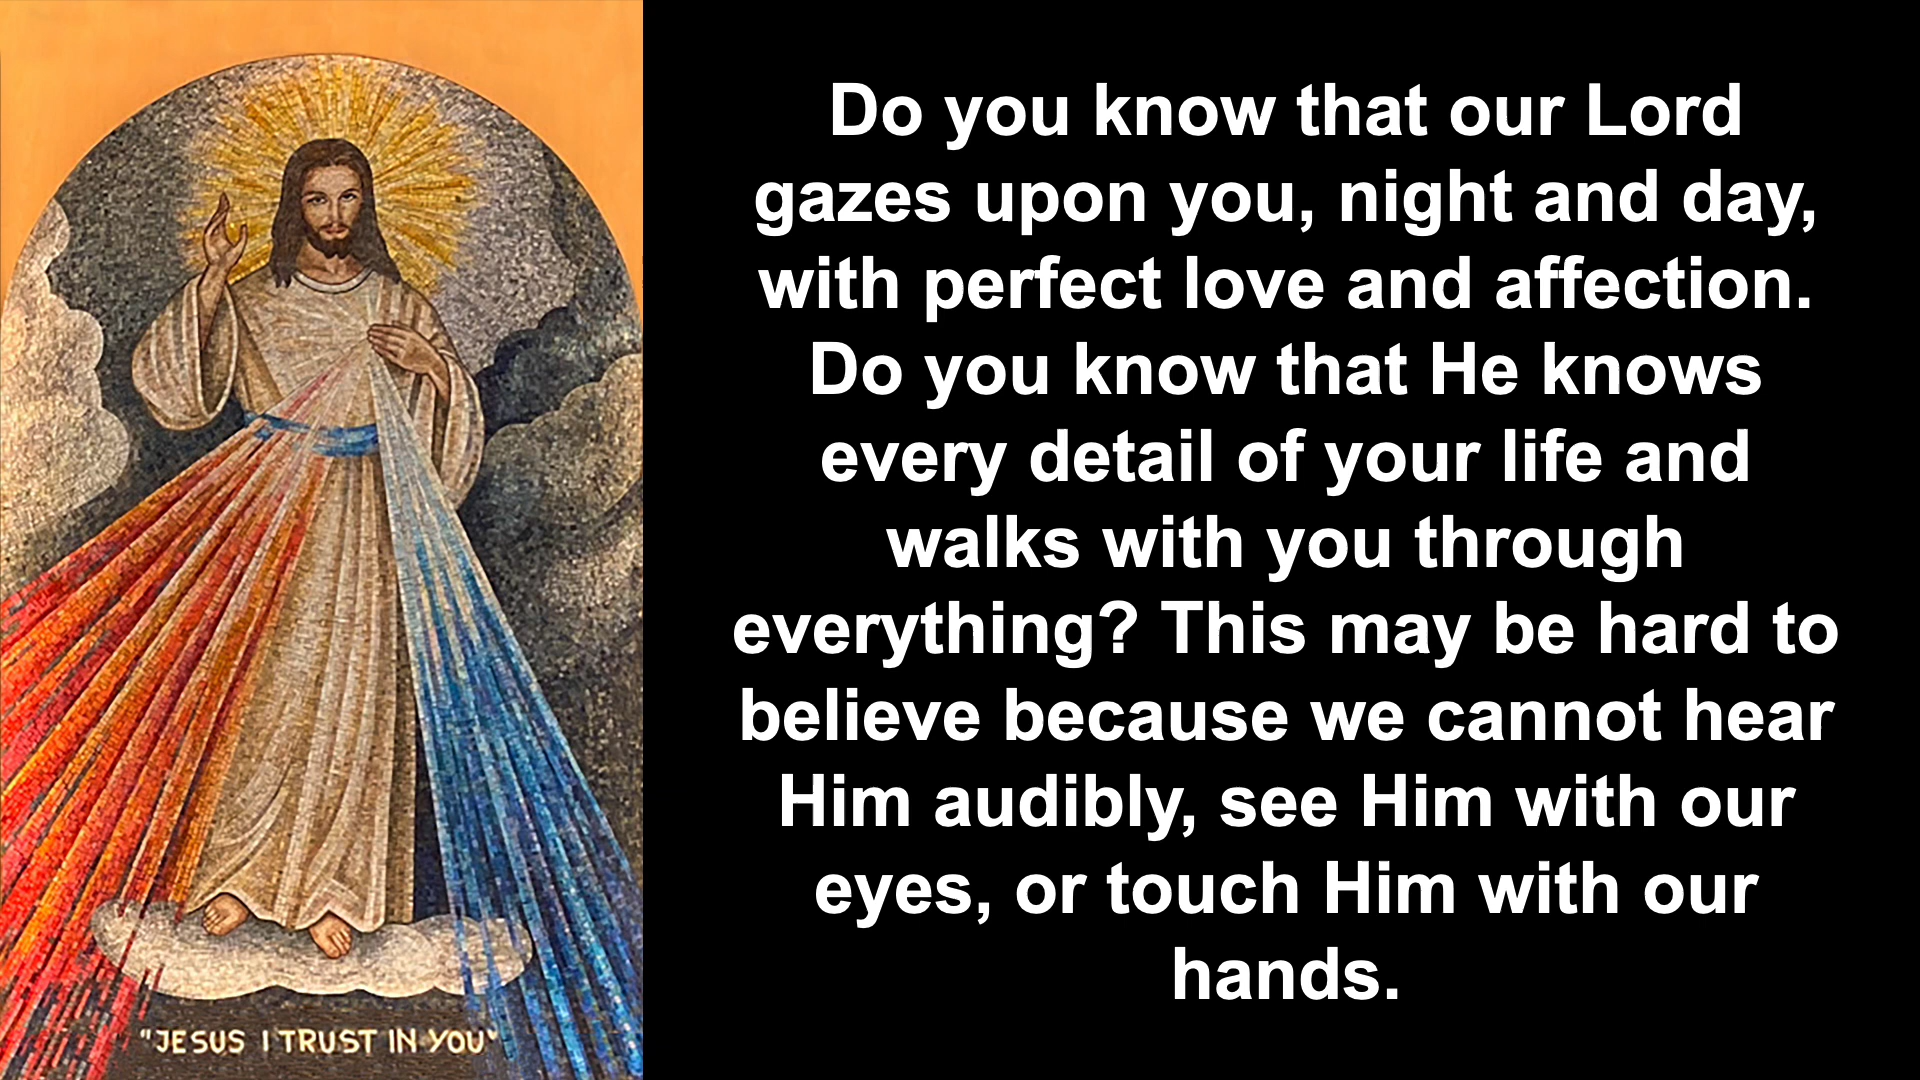 Do you know that our Lord
gazes upon you, night and day,
with perfect love and affection.
Do you know that He knows
every detail of your life and
walks with you through
everything? This may be hard to
believe because we cannot hear
Him audibly, see Him with our
eyes, or touch Him with our
hands.
"JESUS I TRUST IN YOU"